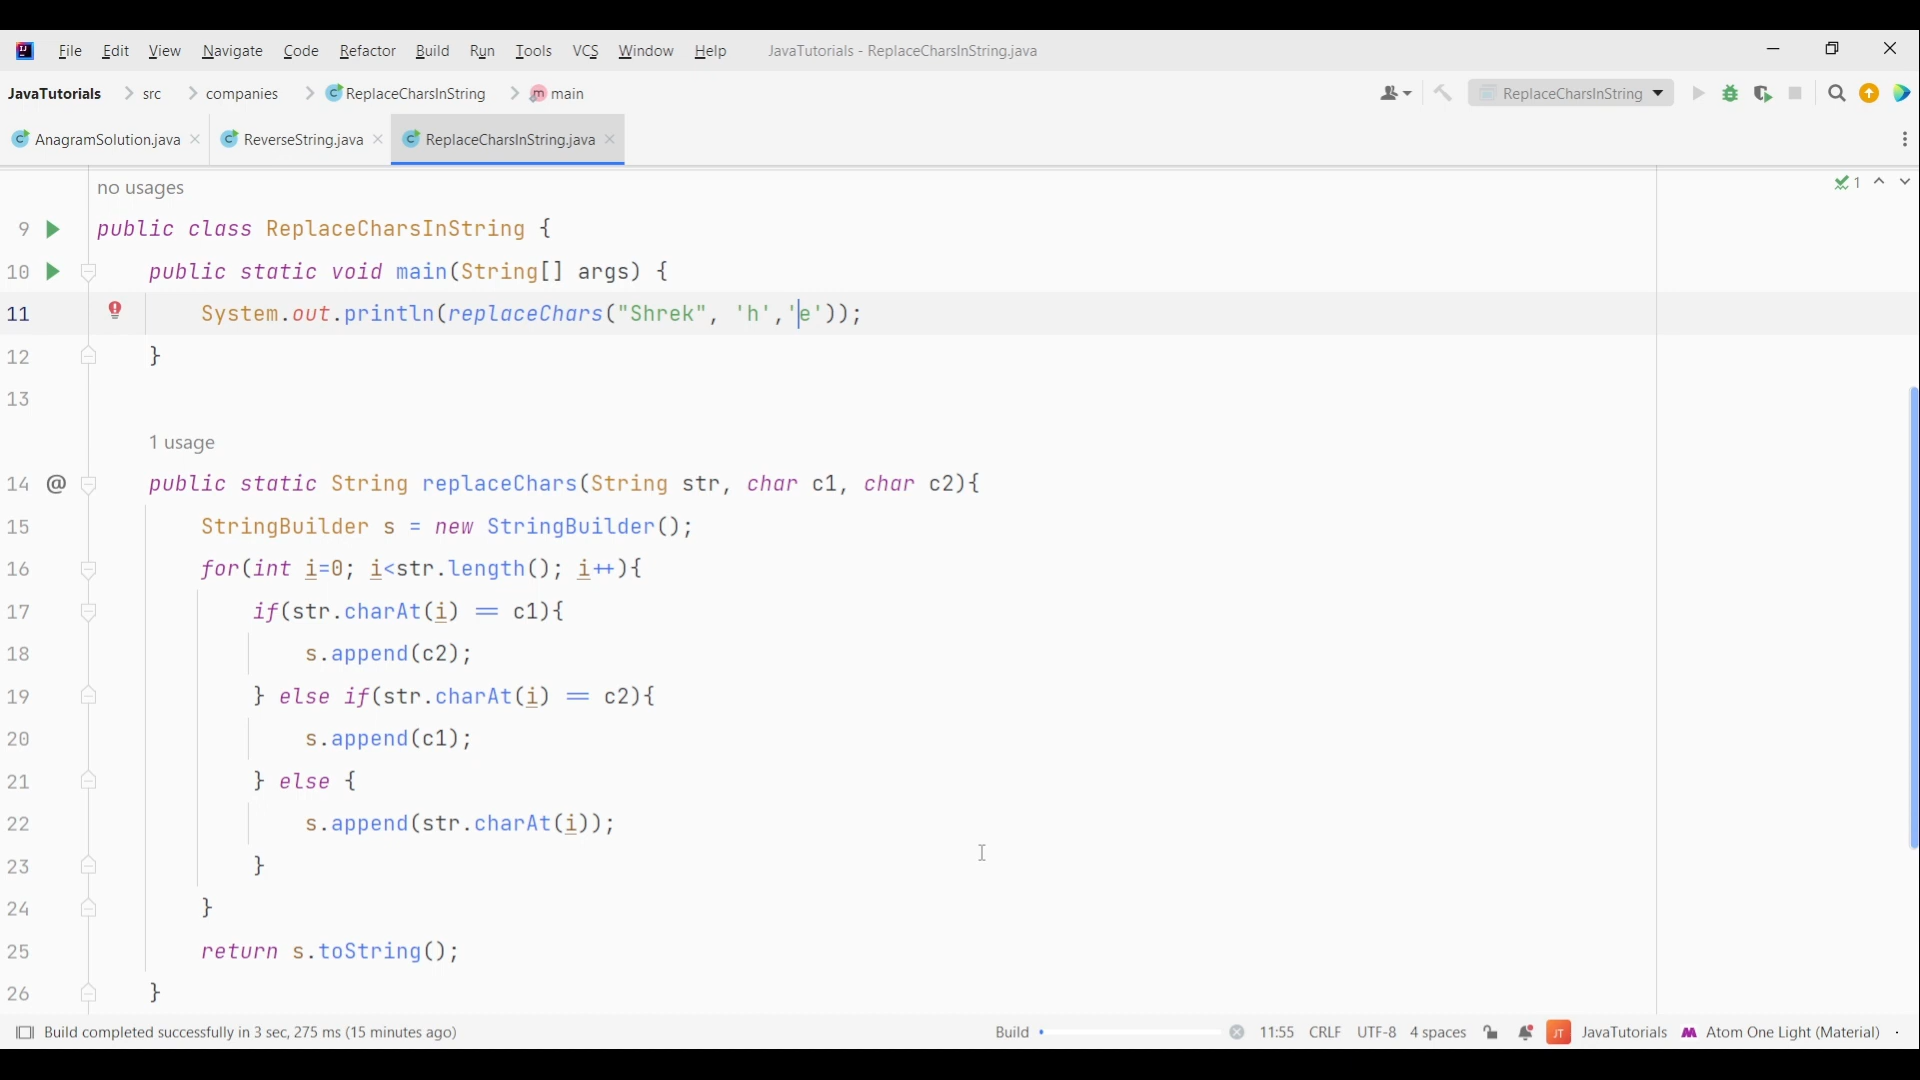 File Edit View Navigate Code Refactor Build Run Tools VCS Window Help JavaTutorials - ReplaceCharsInString.java
JavaTutorials src companies ReplaceCharsInString main ReplaceCharsInString
AnagramSolution.java ReverseString.java ReplaceCharsInString.java
no usages 1
9 public class ReplaceCharsInString {
10 public static void main(String[] args) {
11 System.out.println(replaceChars("Shrek", 'h','e'));
12 }
13
1 usage
14 @ public static String replaceChars(String str, char c1, char c2){
15 StringBuilder s = new StringBuilder();
16 for(int i=0; i<str.length(); i++){
17 if(str.charAt(i) == c1){
18 s.append(c2);
19 } else if(str.charAt(i) == c2){
20 s.append(c1);
21 } else {
22 s.append(str.charAt(i));
23 }
24 }
25 return s.toString();
26 }
Build completed successfully in 3 sec, 275 ms (15 minutes ago) Build 11:55 CRLF UTF-8 4 spaces JT JavaTutorials Atom One Light (Material)